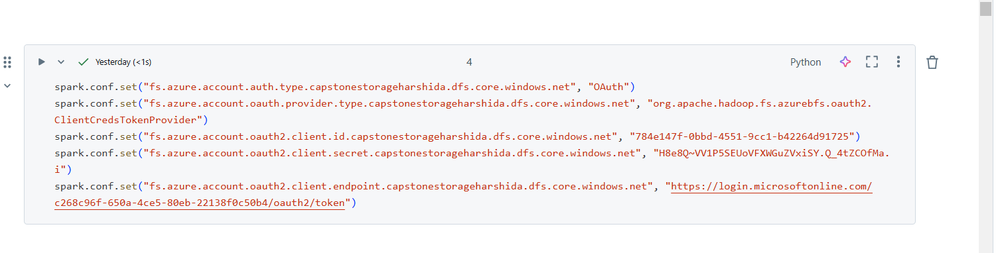 Yesterday (<1s)
4
Python
spark.conf.set("fs.azure.account.auth.type.capstonestorageharshida.dfs.core.windows.net", "OAuth")
spark.conf.set("fs.azure.account.oauth.provider.type.capstonestorageharshida.dfs.core.windows.net", "org.apache.hadoop.fs.azurebfs.oauth2.
ClientCredsTokenProvider")
spark.conf.set("fs.azure.account.oauth2.client.id.capstonestorageharshida.dfs.core.windows.net", "784e147f-0bbd-4551-9cc1-b42264d91725")
spark.conf.set("fs.azure.account.oauth2.client.secret.capstonestorageharshida.dfs.core.windows.net", "H8e8Q~VV1P5SEUoVFXWGuZVxiSY.Q_4tZCOfMa.
i")
spark.conf.set("fs.azure.account.oauth2.client.endpoint.capstonestorageharshida.dfs.core.windows.net", "https://login.microsoftonline.com/
c268c96f-650a-4ce5-80eb-22138f0c50b4/oauth2/token")